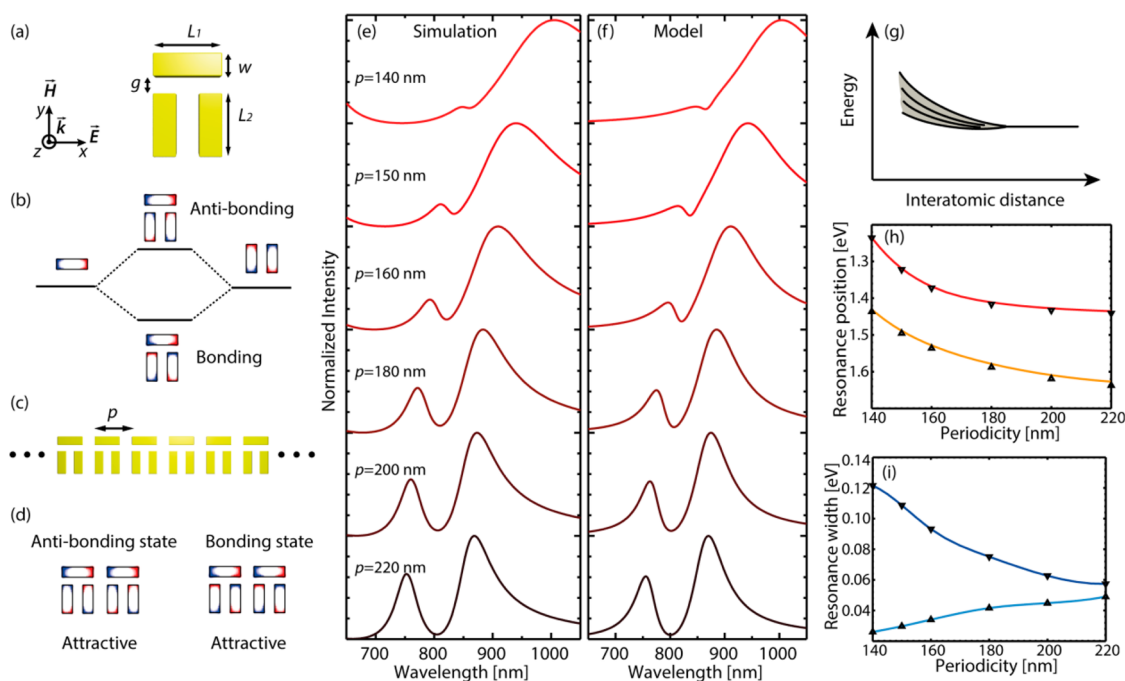 (a)
L1
w
g
L2
H
y
k
E
z
x
(b)
Anti-bonding
Bonding
(c)
p
(d)
Anti-bonding state
Bonding state
Attractive
Attractive
(e)
Simulation
p=140 nm
p=150 nm
p=160 nm
p=180 nm
p=200 nm
p=220 nm
Normalized Intensity
700
800
900
1000
Wavelength [nm]
(f)
Model
700
800
900
1000
Wavelength [nm]
(g)
Energy
Interatomic distance
(h)
Resonance position [eV]
1.3
1.4
1.5
1.6
140
160
180
200
220
Periodicity [nm]
(i)
Resonance width [eV]
0.14
0.12
0.10
0.08
0.06
0.04
140
160
180
200
220
Periodicity [nm]